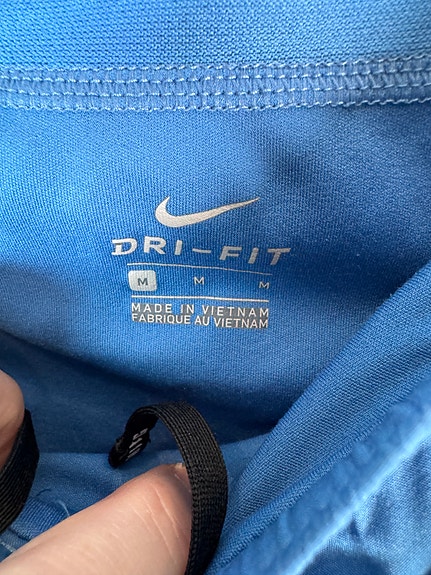 DRI-FIT
M M M
MADE IN VIETNAM
FABRIQUE AU VIETNAM